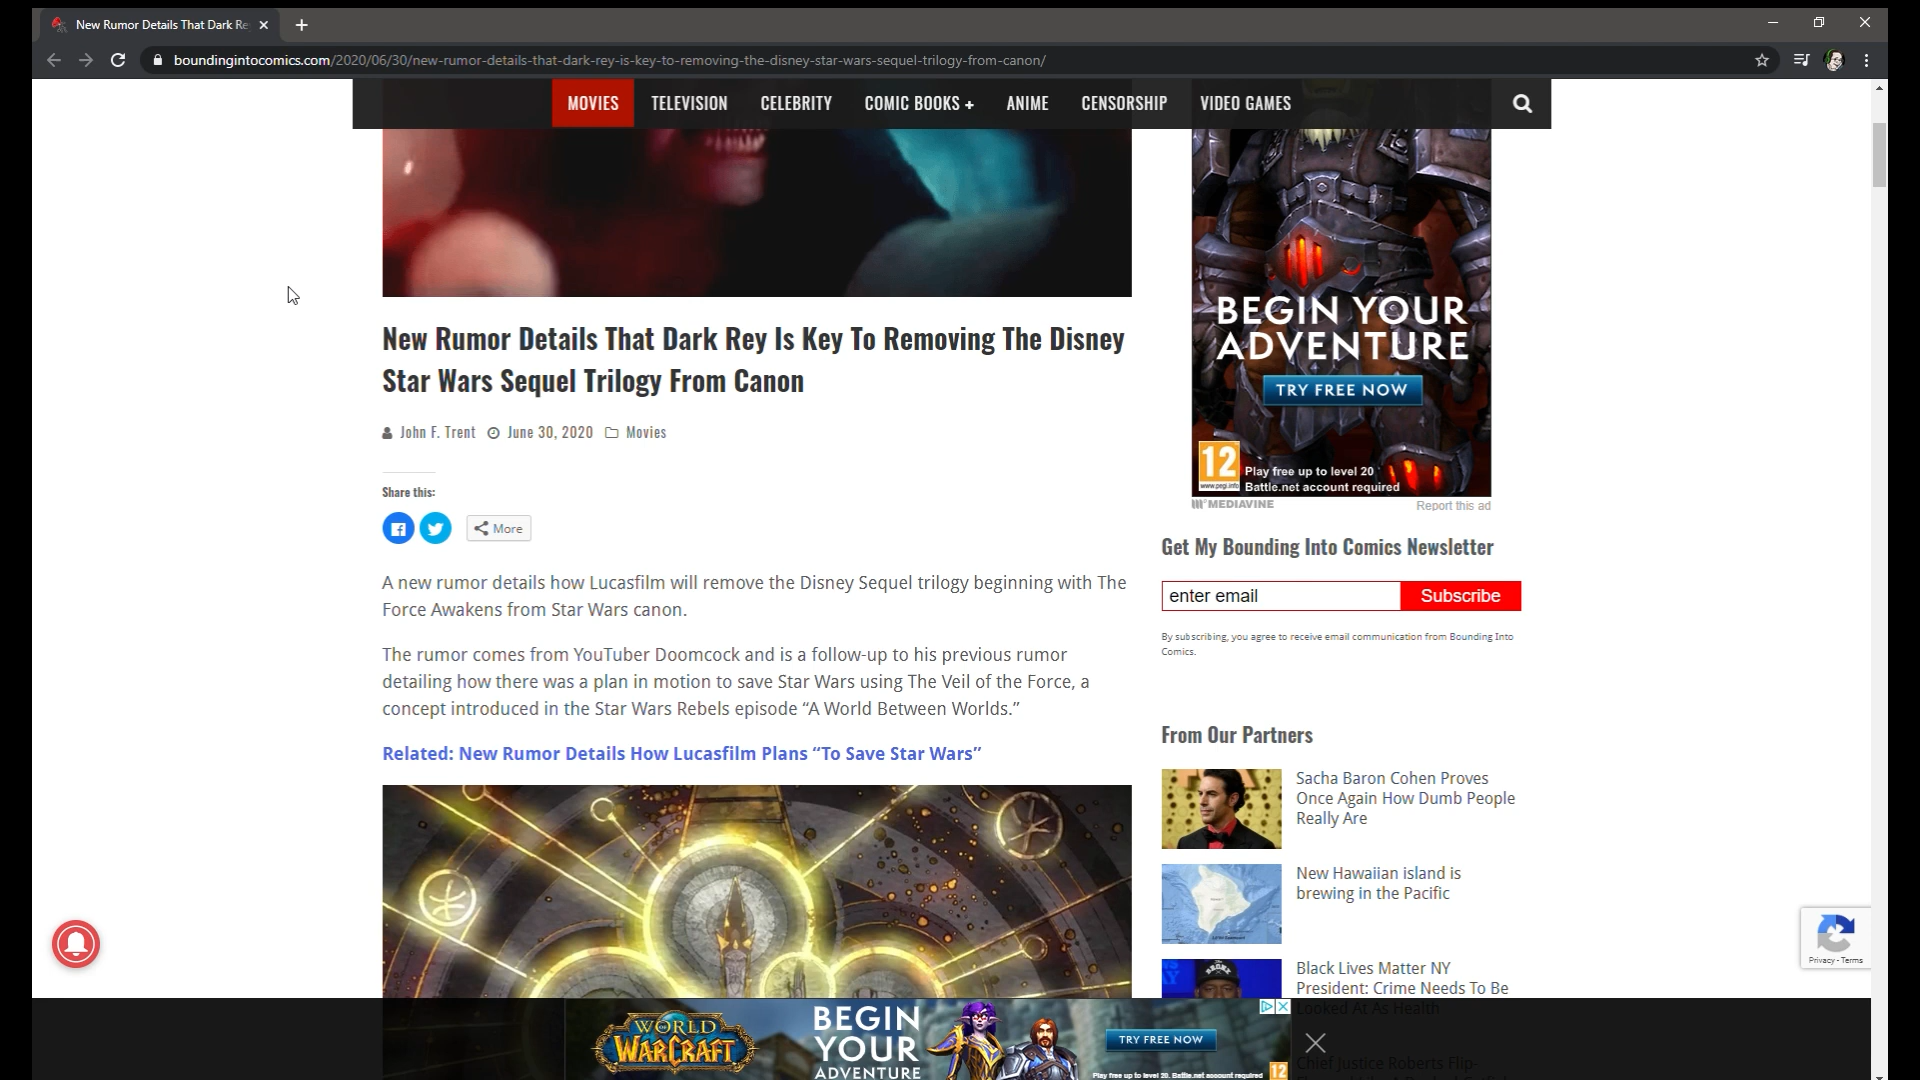 New Rumor Details That Dark Re
boundingintocomics.com/2020/06/30/new-rumor-details-that-dark-rey-is-key-to-removing-the-disney-star-wars-sequel-trilogy-from-canon/
MOVIES TELEVISION CELEBRITY COMIC BOOKS + ANIME CENSORSHIP VIDEO GAMES
New Rumor Details That Dark Rey Is Key To Removing The Disney
Star Wars Sequel Trilogy From Canon
John F. Trent June 30, 2020 Movies
Share this:
More
A new rumor details how Lucasfilm will remove the Disney Sequel trilogy beginning with The
Force Awakens from Star Wars canon.
The rumor comes from YouTuber Doomcock and is a follow-up to his previous rumor
detailing how there was a plan in motion to save Star Wars using The Veil of the Force, a
concept introduced in the Star Wars Rebels episode “A World Between Worlds.”
Related: New Rumor Details How Lucasfilm Plans “To Save Star Wars”
BEGIN YOUR
ADVENTURE
TRY FREE NOW
12
www.pegi.info
Play free up to level 20
Battle.net account required
MEDIAVINE
Report this ad
Get My Bounding Into Comics Newsletter
enter email
Subscribe
By subscribing, you agree to receive email communication from Bounding Into
Comics.
From Our Partners
Sacha Baron Cohen Proves
Once Again How Dumb People
Really Are
New Hawaiian island is
brewing in the Pacific
Black Lives Matter NY
President: Crime Needs To Be
Looked At As Health
Chief Justice Roberts Flip-
Privacy - Terms
WORLD
WARCRAFT
BEGIN
YOUR
ADVENTURE
TRY FREE NOW
Play free up to level 20. Battle.net account required
12